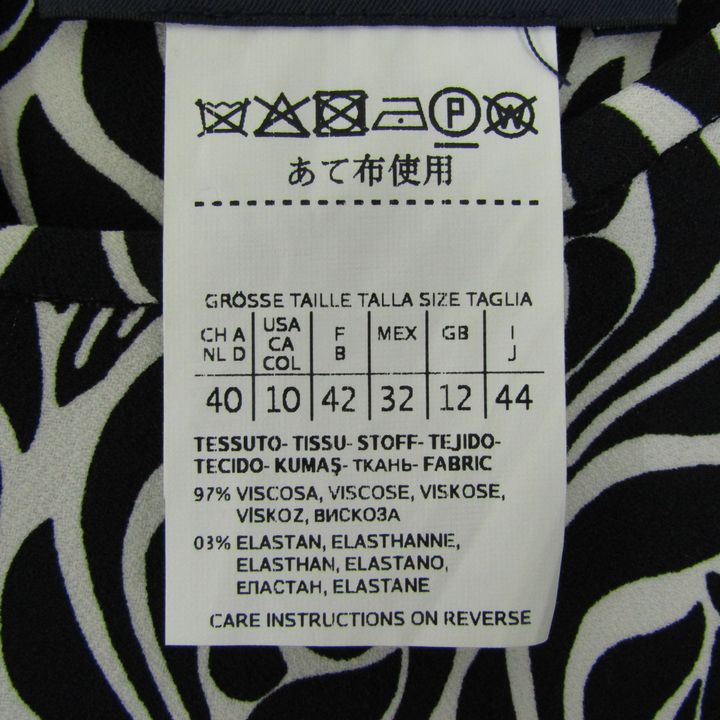 P W
あて布使用
GRÖSSE TAILLE TALLA SIZE TAGLIA
CH A NL D USA CA COL F B MEX GB I J
40 10 42 32 12 44
TESSUTO- TISSU- STOFF- TEJIDO-
TECIDO- KUMAŞ- ТКАНЬ- FABRIC
97% VISCOSA, VISCOSE, VISKOSE,
VİSKOZ, ВИСКОЗА
03% ELASTAN, ELASTHANNE,
ELASTHAN, ELASTANO,
ЕЛАСТАН, ELASTANE
CARE INSTRUCTIONS ON REVERSE